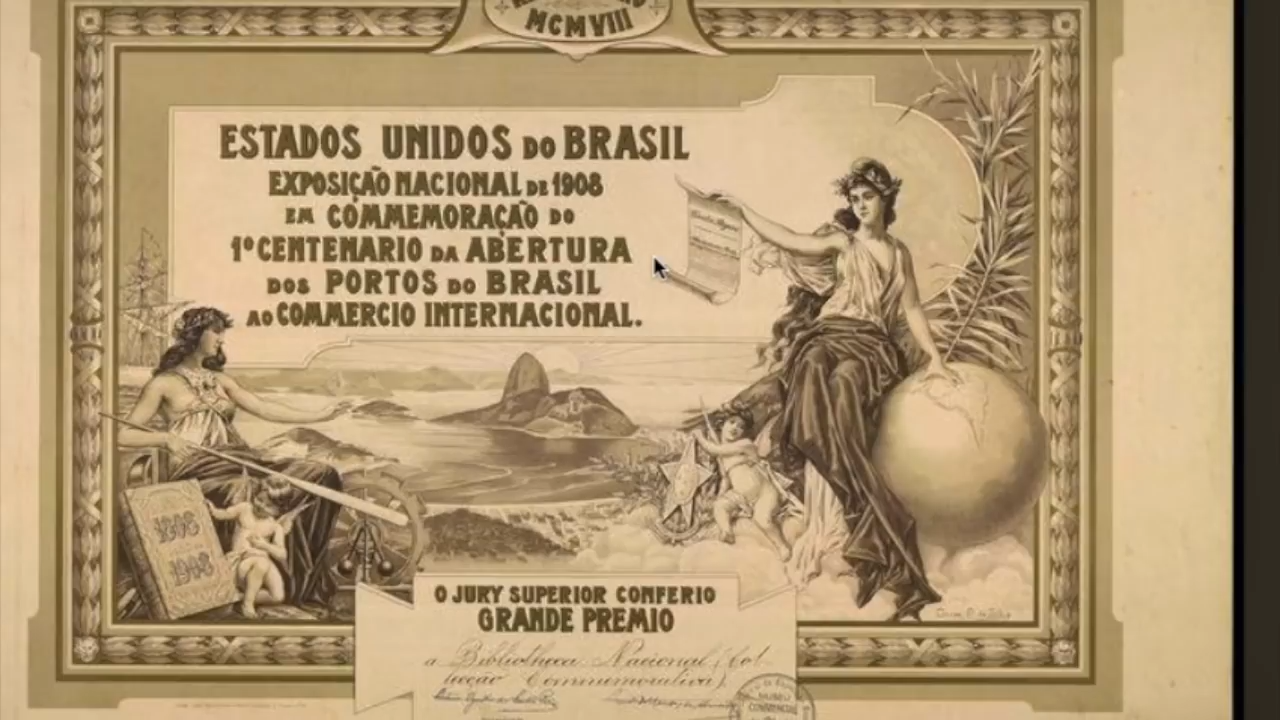 MCMVIII
ESTADOS UNIDOS DO BRASIL
EXPOSIÇÃO NACIONAL DE 1908
EM COMMEMORAÇÃO DO
1º CENTENARIO DA ABERTURA
DOS PORTOS DO BRASIL
AO COMMERCIO INTERNACIONAL.
1808
1908
O JURY SUPERIOR CONFERIO
GRANDE PREMIO
a Bibliotheca Nacional (col-
lecção Commemorativa)